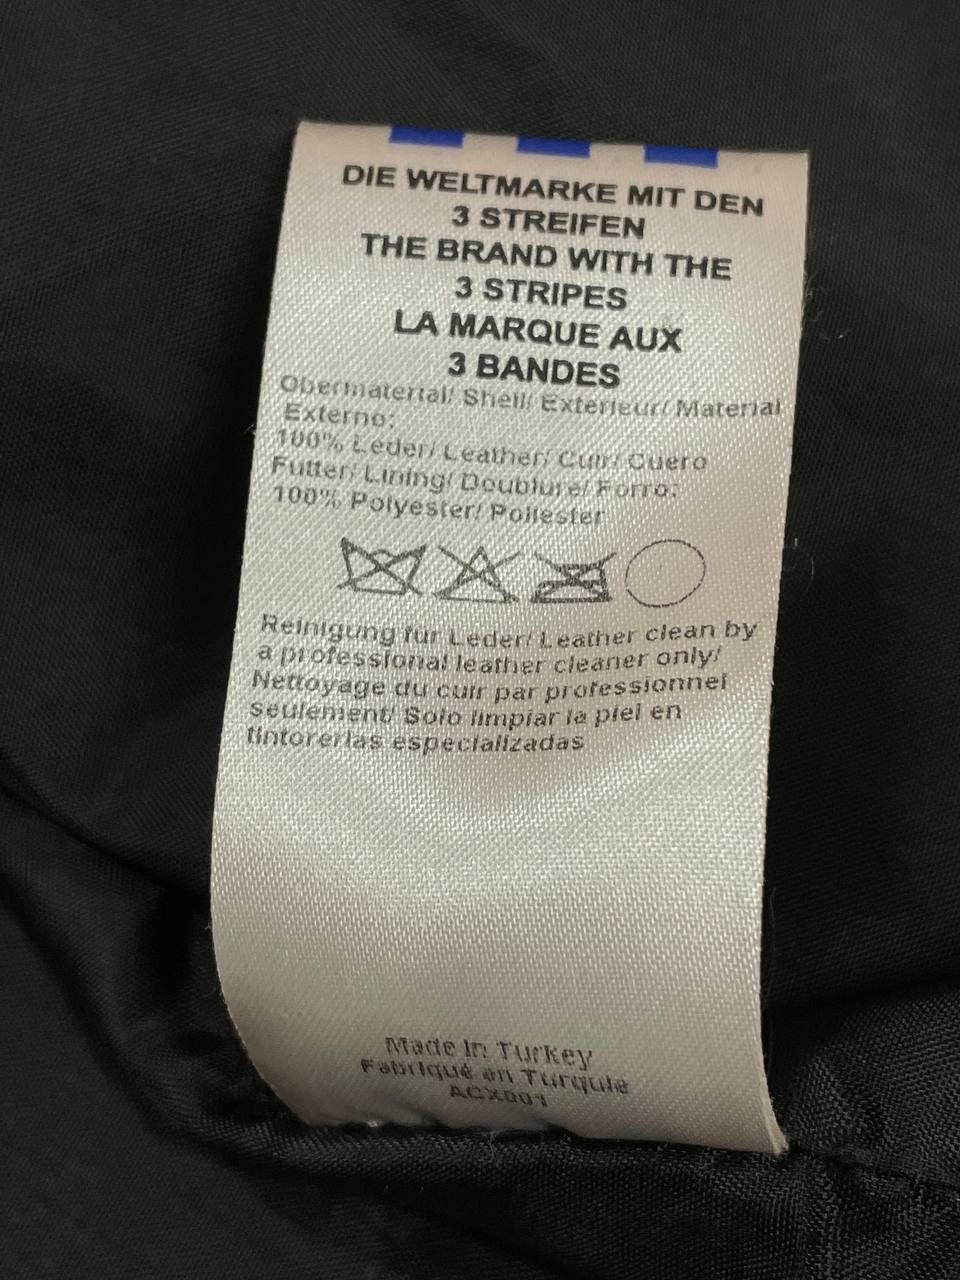 DIE WELTMARKE MIT DEN
3 STREIFEN
THE BRAND WITH THE
3 STRIPES
LA MARQUE AUX
3 BANDES
Obermaterial/ Shell/ Exterieur/ Material
Externo:
100% Leder/ Leather/ Cuir/ Cuero
Futter/ Lining/ Doublure/ Forro:
100% Polyester/ Poliester
Reinigung fur Leder/ Leather clean by
a professional leather cleaner only/
Nettoyage du cuir par professionnel
seulement/ Solo limpiar la piel en
tintorerias especializadas
Made In Turkey
Fabriqué en Turquie
ACX001